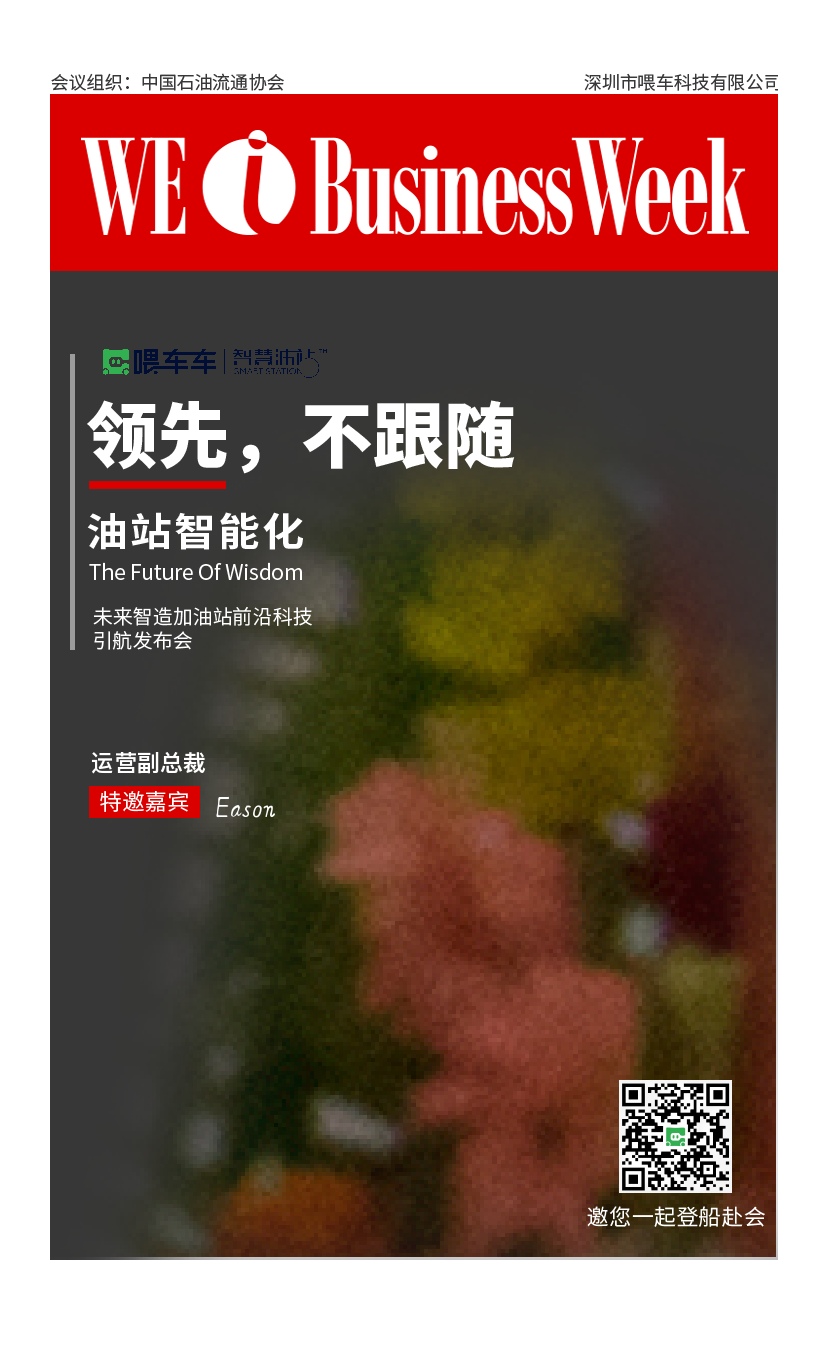 会议组织：中国石油流通协会
深圳市喂车科技有限公司
WE i BusinessWeek
喂车车 智慧油站™
SMART STATION
领先，不跟随
油站智能化
The Future Of Wisdom
未来智造加油站前沿科技
引航发布会
运营副总裁
特邀嘉宾 Eason
邀您一起登船赴会